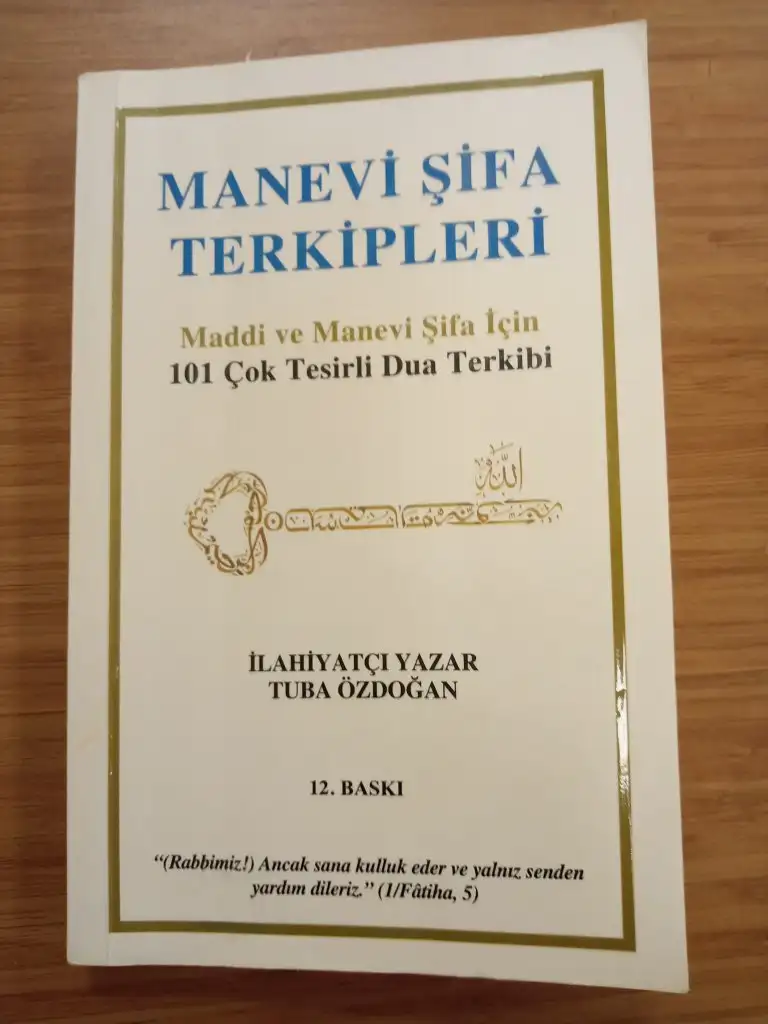 MANEVİ ŞİFA
TERKİPLERİ
Maddi ve Manevi Şifa İçin
101 Çok Tesirli Dua Terkibi
الله
İLAHİYATÇI YAZAR
TUBA ÖZDOĞAN
12. BASKI
“(Rabbimiz!) Ancak sana kulluk eder ve yalnız senden
yardım dileriz.” (1/Fâtiha, 5)